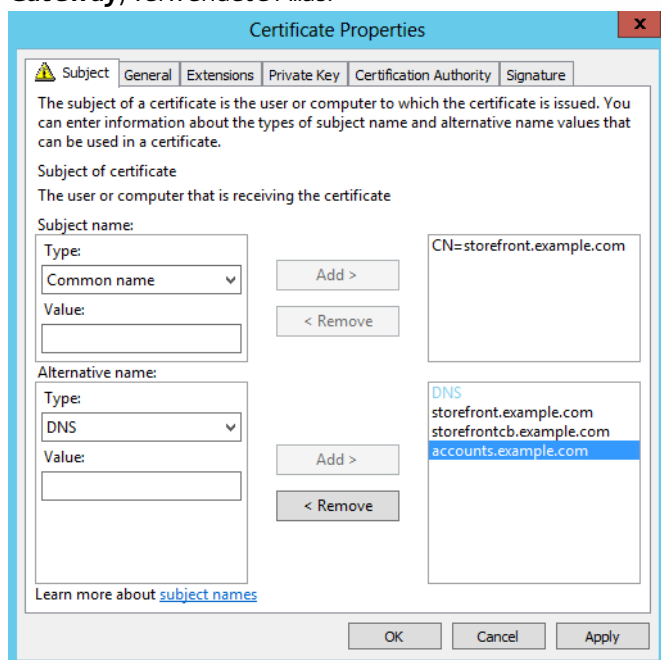 Certificate Properties
x
Subject General Extensions Private Key Certification Authority Signature
The subject of a certificate is the user or computer to which the certificate is issued. You
can enter information about the types of subject name and alternative name values that
can be used in a certificate.
Subject of certificate
The user or computer that is receiving the certificate
Subject name:
Type:
Common name
Value:
Add >
< Remove
CN=storefront.example.com
Alternative name:
Type:
DNS
Value:
Add >
< Remove
DNS
storefront.example.com
storefrontcb.example.com
accounts.example.com
Learn more about subject names
OK Cancel Apply